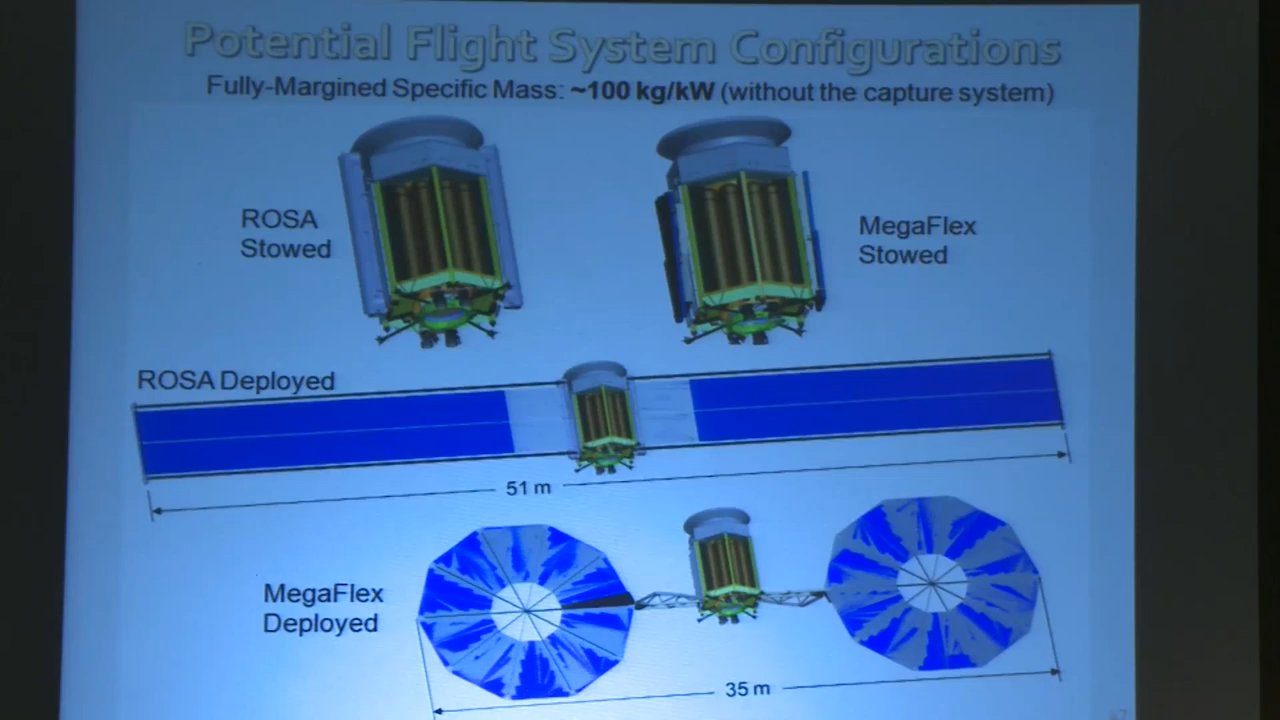 Potential Flight System Configurations
Fully-Margined Specific Mass: ~100 kg/kW (without the capture system)
ROSA
Stowed
MegaFlex
Stowed
ROSA Deployed
51 m
MegaFlex
Deployed
35 m